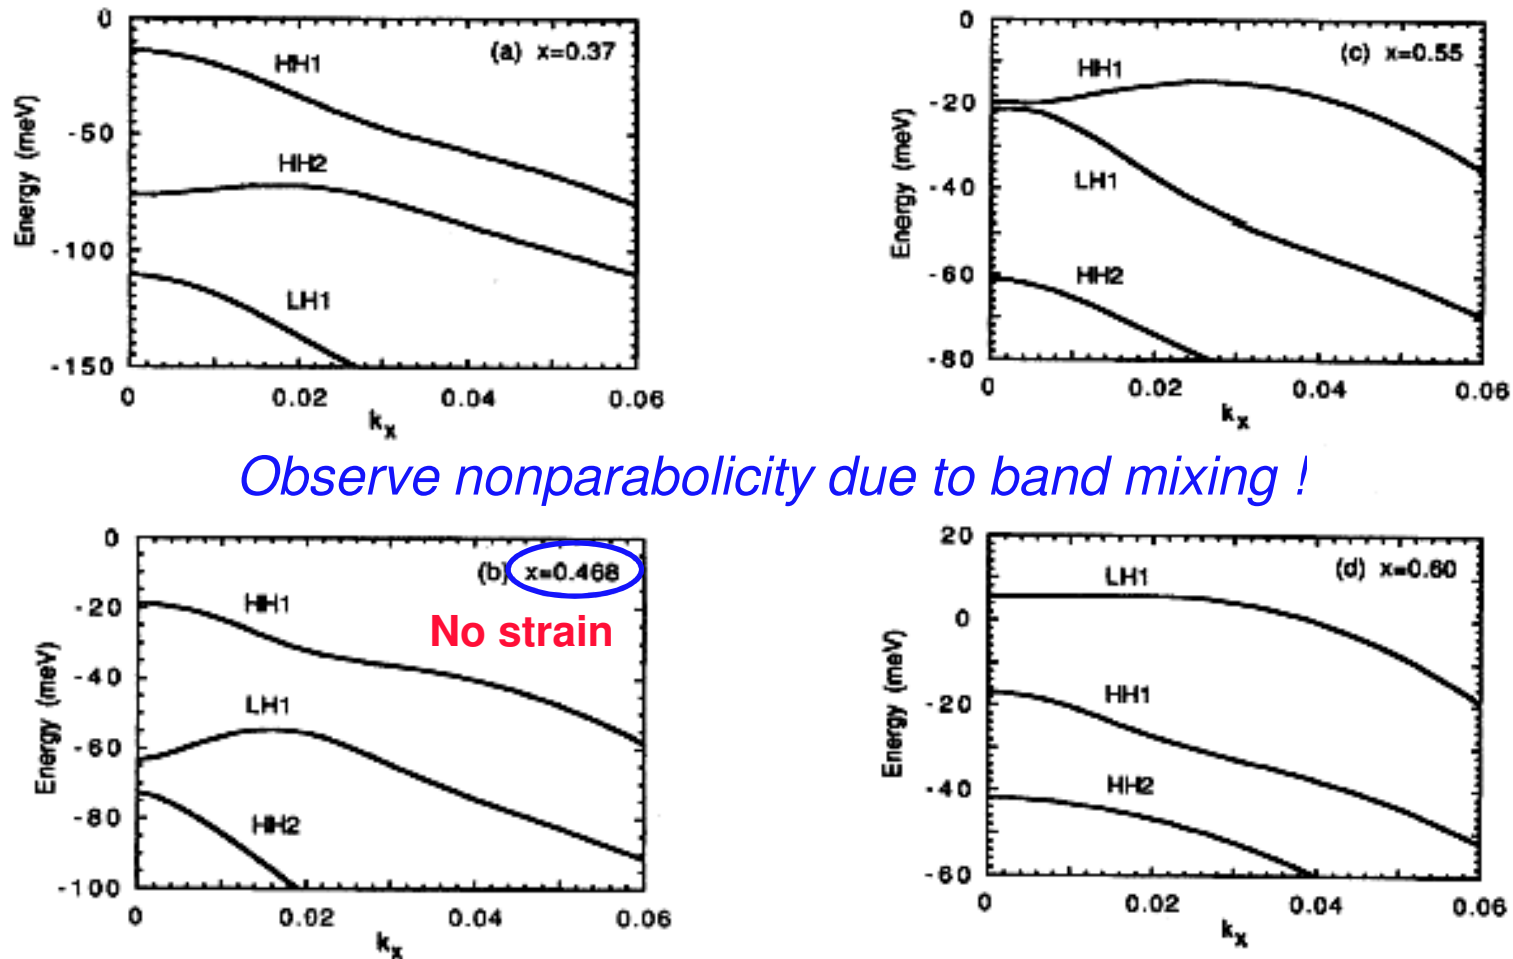 (a) x=0.37
HH1
HH2
LH1
Energy (meV)
0
-50
-100
-150
0
0.02
0.04
0.06
kx
(c) x=0.55
HH1
LH1
HH2
Energy (meV)
0
-20
-40
-60
-80
0
0.02
0.04
0.06
kx
Observe nonparabolicity due to band mixing !
(b) x=0.468
No strain
HH1
LH1
HH2
Energy (meV)
0
-20
-40
-60
-80
-100
0
0.02
0.04
0.06
kx
(d) x=0.60
LH1
HH1
HH2
Energy (meV)
20
0
-20
-40
-60
0
0.02
0.04
0.06
kx